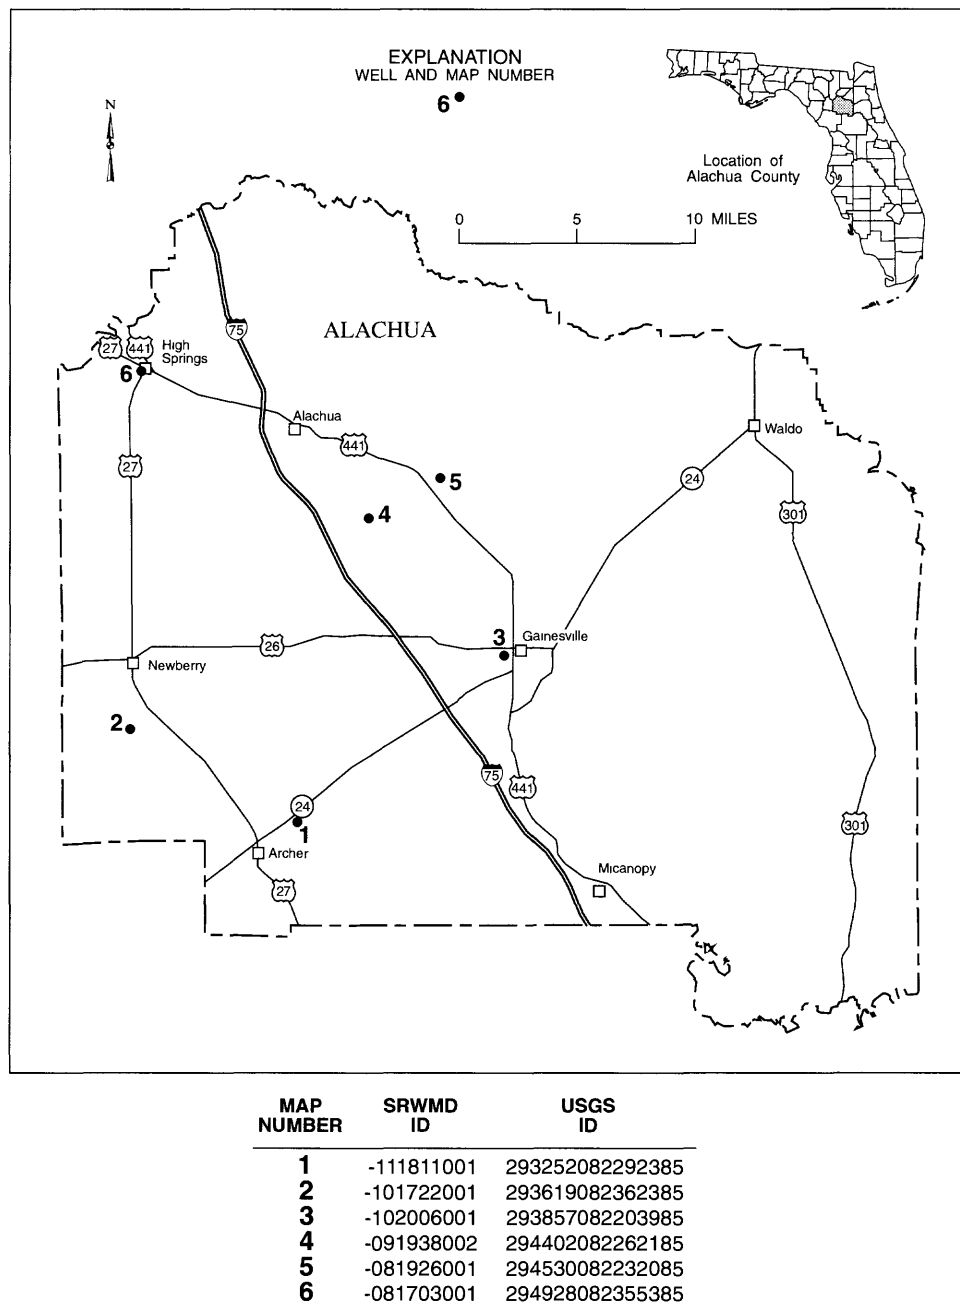 EXPLANATION
WELL AND MAP NUMBER
6
N
Location of
Alachua County
0 5 10 MILES
75
ALACHUA
27 441
High
Springs
6
Alachua
441
Waldo
27
5
24
4
301
3
Gainesville
26
Newberry
2
75
441
24
1
301
Archer
Micanopy
27
MAP
NUMBER
SRWMD
ID
USGS
ID
1 -111811001 293252082292385
2 -101722001 293619082362385
3 -102006001 293857082203985
4 -091938002 294402082262185
5 -081926001 294530082232085
6 -081703001 294928082355385